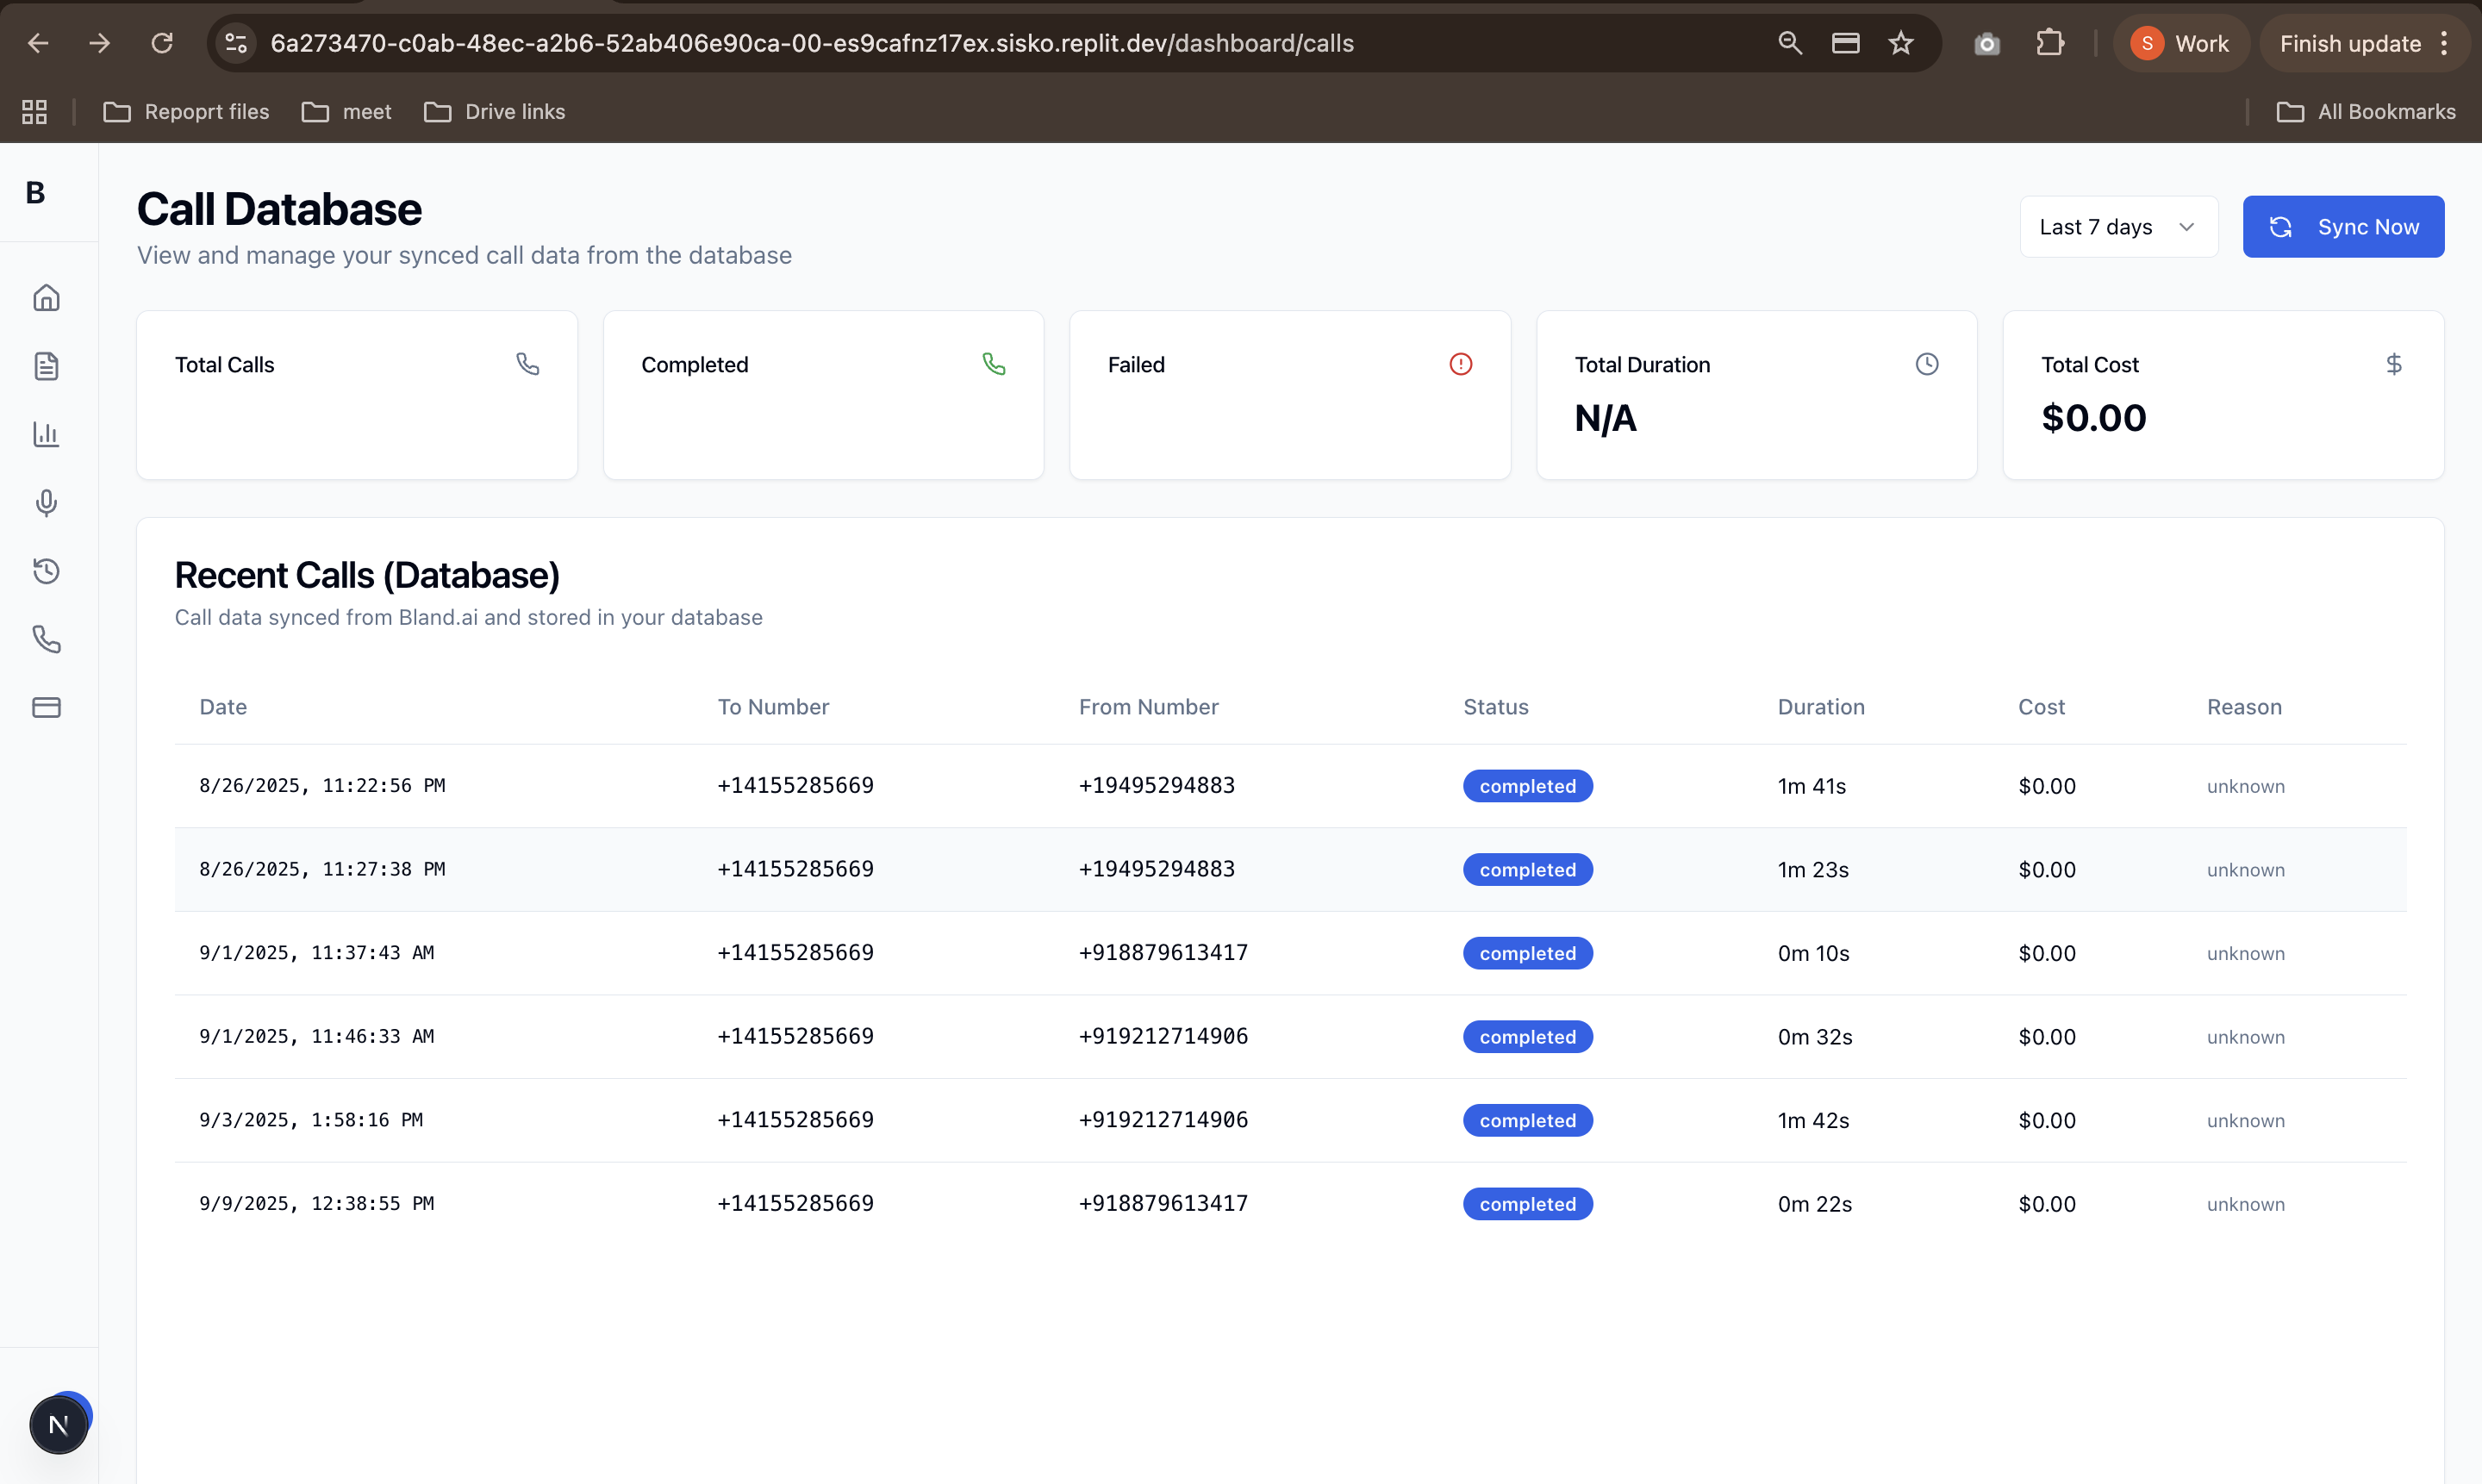 6a273470-c0ab-48ec-a2b6-52ab406e90ca-00-es9cafnz17ex.sisko.replit.dev/dashboard/calls
S Work
Finish update
Repoprt files
meet
Drive links
All Bookmarks
B
Call Database
View and manage your synced call data from the database
Last 7 days
Sync Now
Total Calls
Completed
Failed
Total Duration
N/A
Total Cost
$0.00
Recent Calls (Database)
Call data synced from Bland.ai and stored in your database
Date To Number From Number Status Duration Cost Reason
8/26/2025, 11:22:56 PM +14155285669 +19495294883 completed 1m 41s $0.00 unknown
8/26/2025, 11:27:38 PM +14155285669 +19495294883 completed 1m 23s $0.00 unknown
9/1/2025, 11:37:43 AM +14155285669 +918879613417 completed 0m 10s $0.00 unknown
9/1/2025, 11:46:33 AM +14155285669 +919212714906 completed 0m 32s $0.00 unknown
9/3/2025, 1:58:16 PM +14155285669 +919212714906 completed 1m 42s $0.00 unknown
9/9/2025, 12:38:55 PM +14155285669 +918879613417 completed 0m 22s $0.00 unknown
N